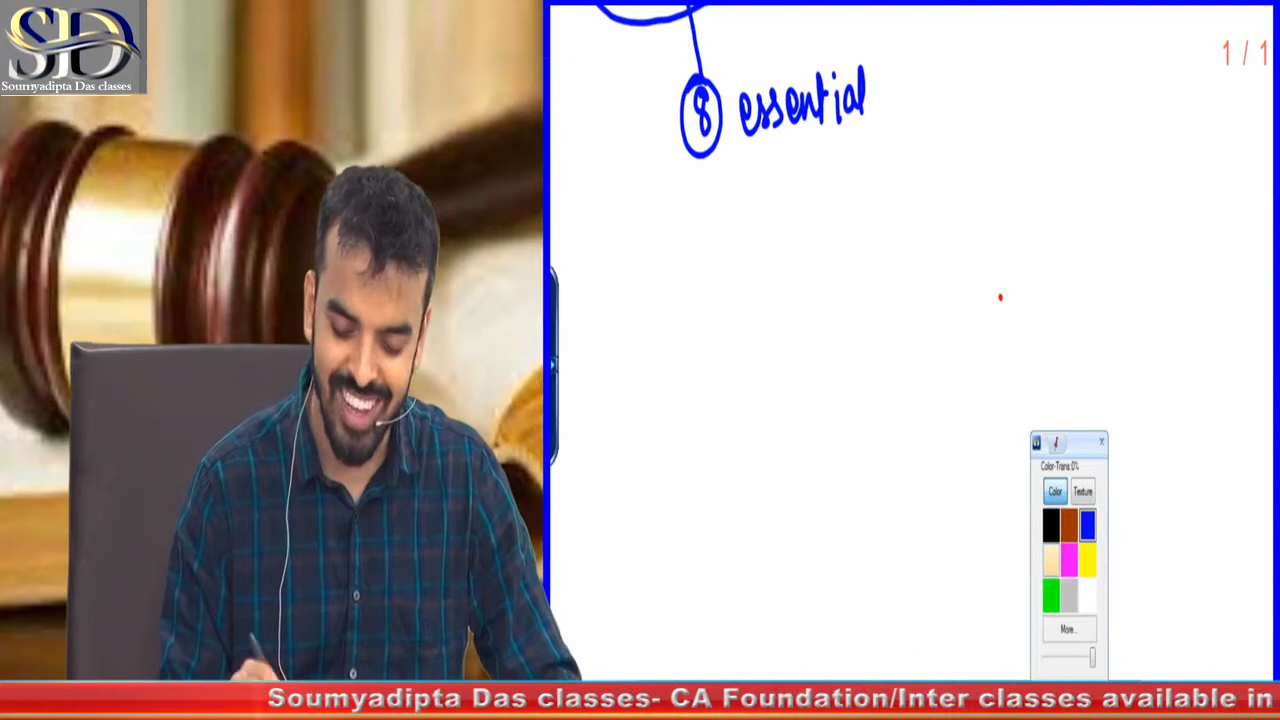 SD
Soumyadipta Das classes
1 / 1
8 essential
Color-Trans:0%
Color Texture
More...
Soumyadipta Das classes- CA Foundation/Inter classes available in